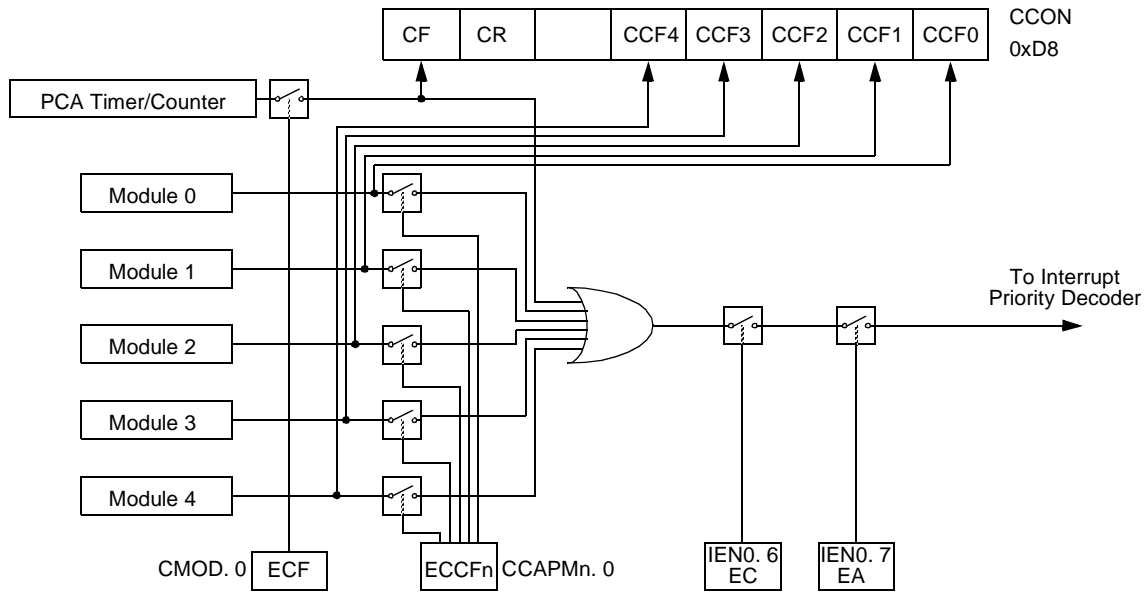 CF CR CCF4 CCF3 CCF2 CCF1 CCF0 CCON
0xD8
PCA Timer/Counter
Module 0
Module 1
Module 2
Module 3
Module 4
To Interrupt
Priority Decoder
CMOD. 0 ECF
ECCFn CCAPMn. 0
IEN0. 6
EC
IEN0. 7
EA